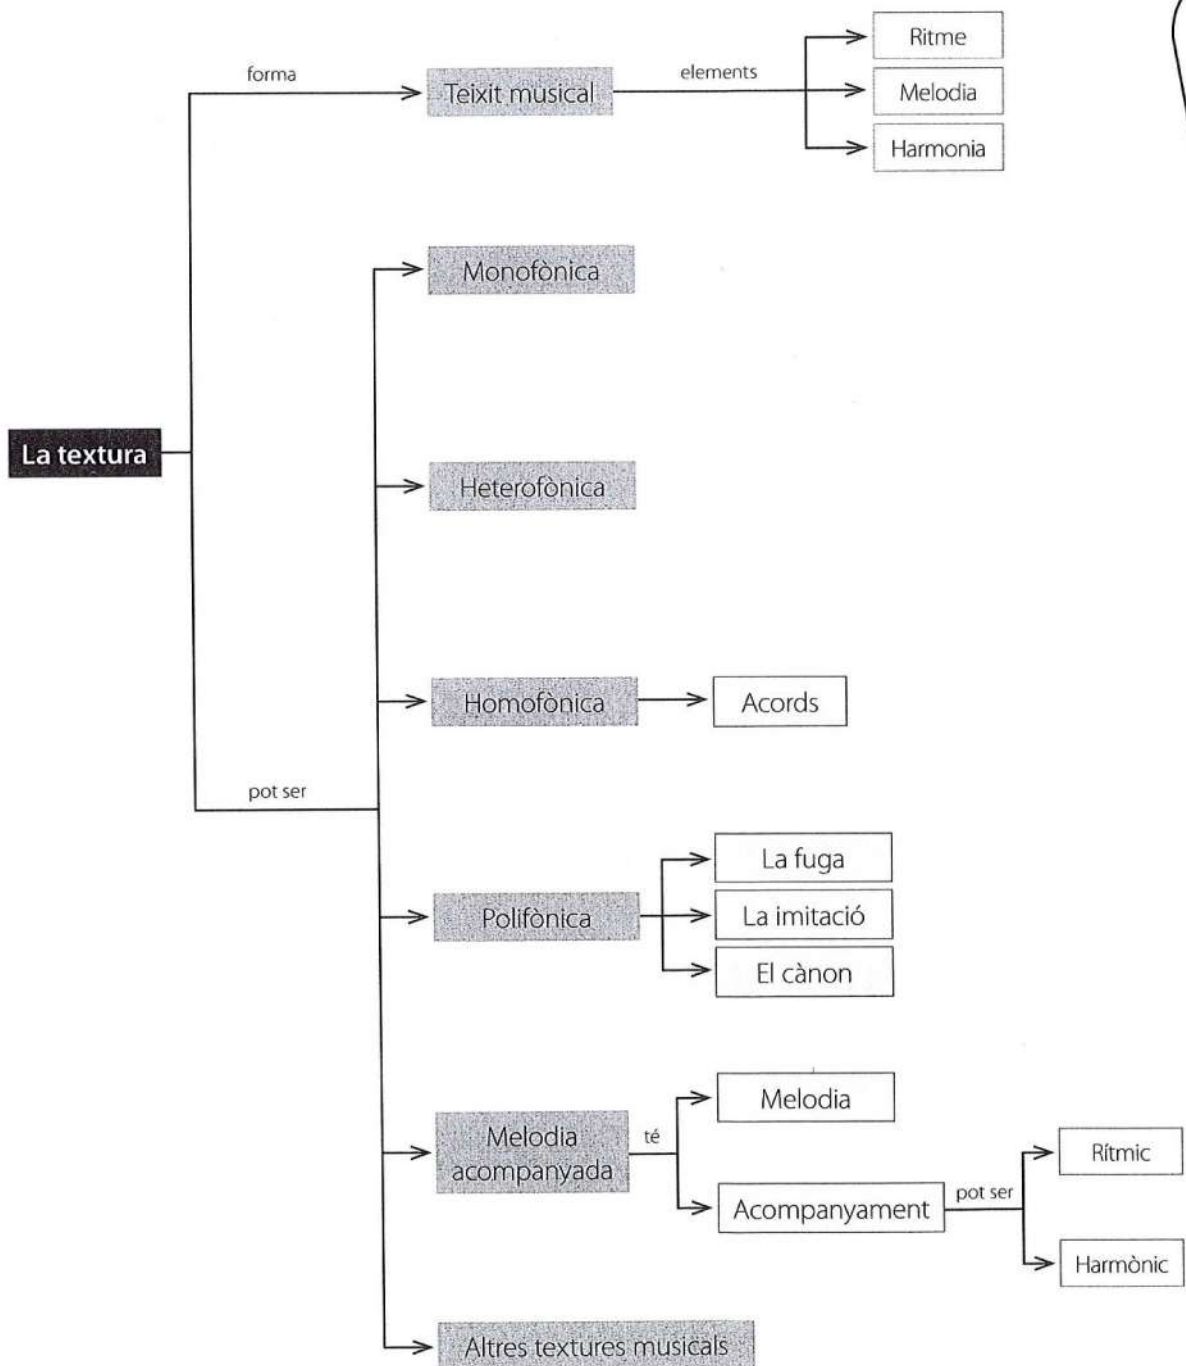 La textura
forma
Teixit musical
elements
Ritme
Melodia
Harmonia
pot ser
Monofònica
Heterofònica
Homofònica
Acords
Polifònica
La fuga
La imitació
El cànon
Melodia
acompanyada
té
Melodia
Acompanyament
pot ser
Rítmic
Harmònic
Altres textures musicals